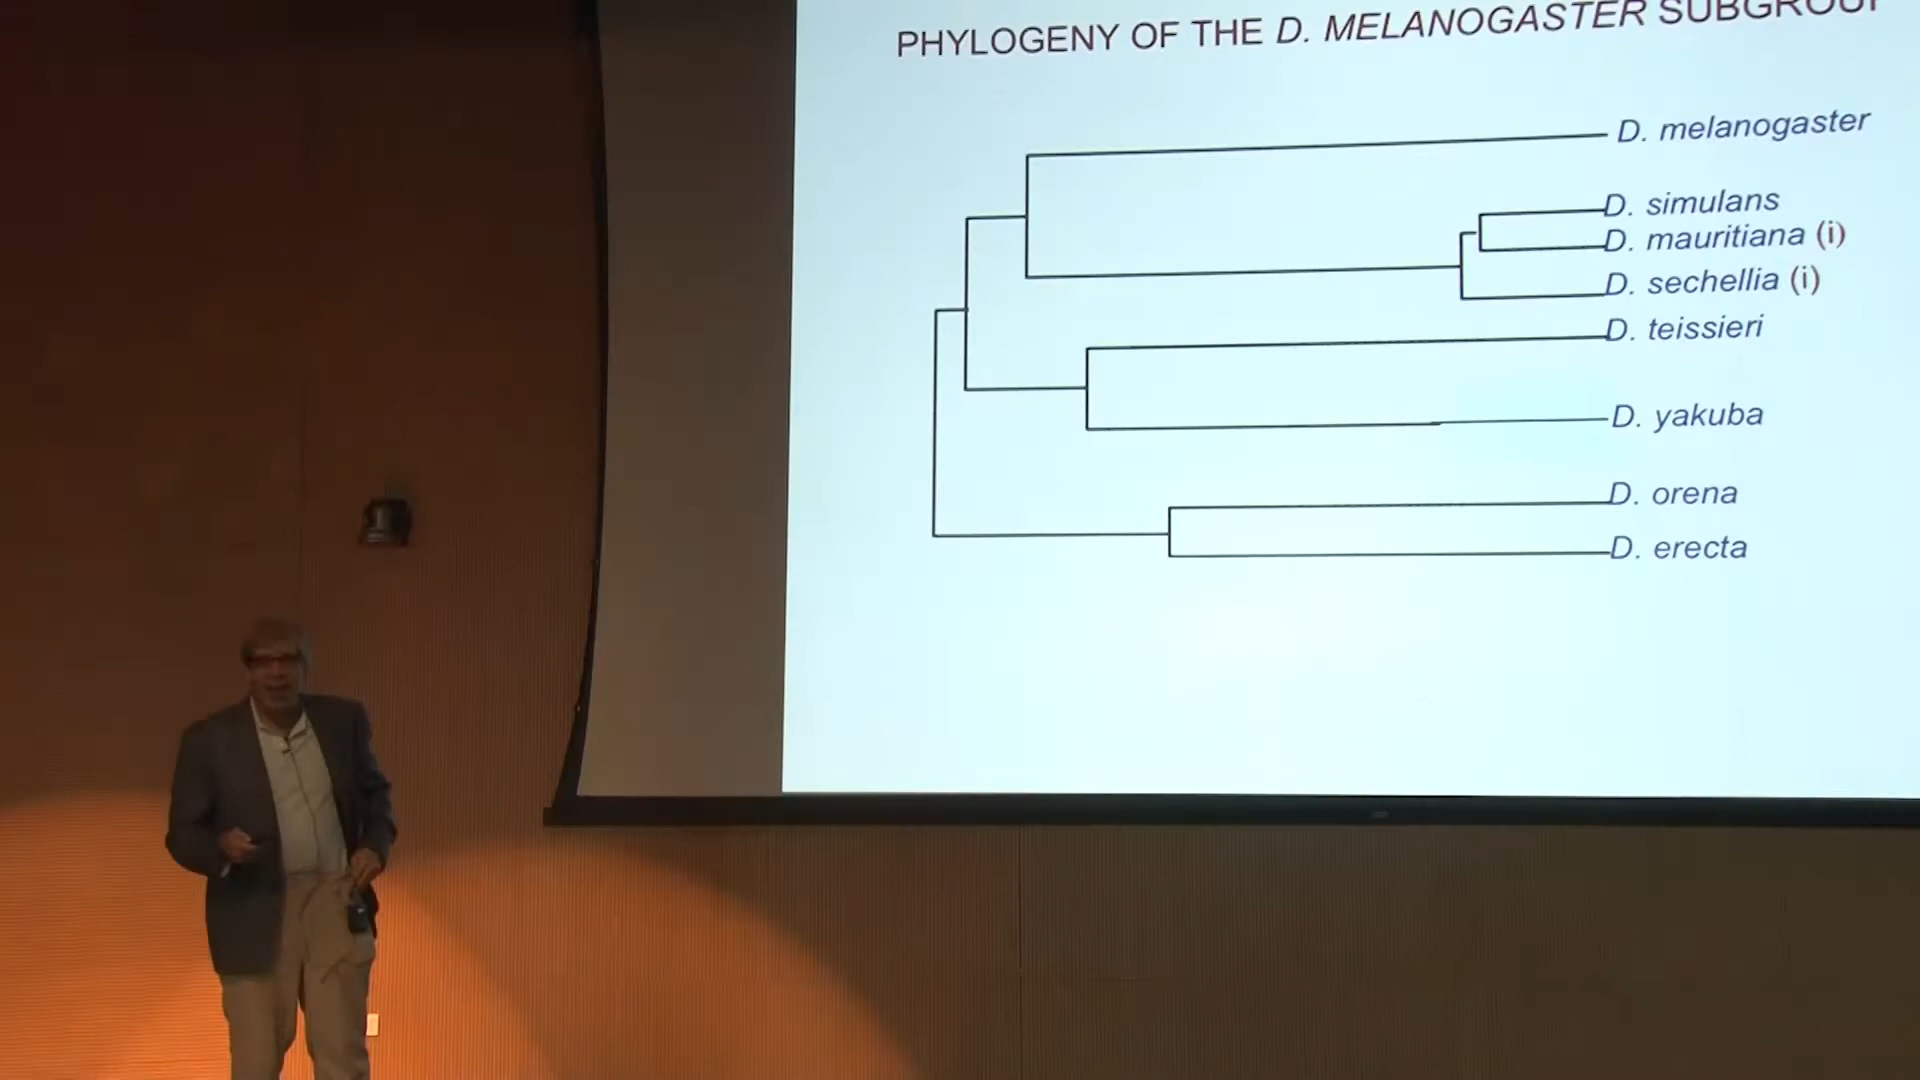 PHYLOGENY OF THE D. MELANOGASTER SUBGROUP
D. melanogaster
D. simulans
D. mauritiana (i)
D. sechellia (i)
D. teissieri
D. yakuba
D. orena
D. erecta